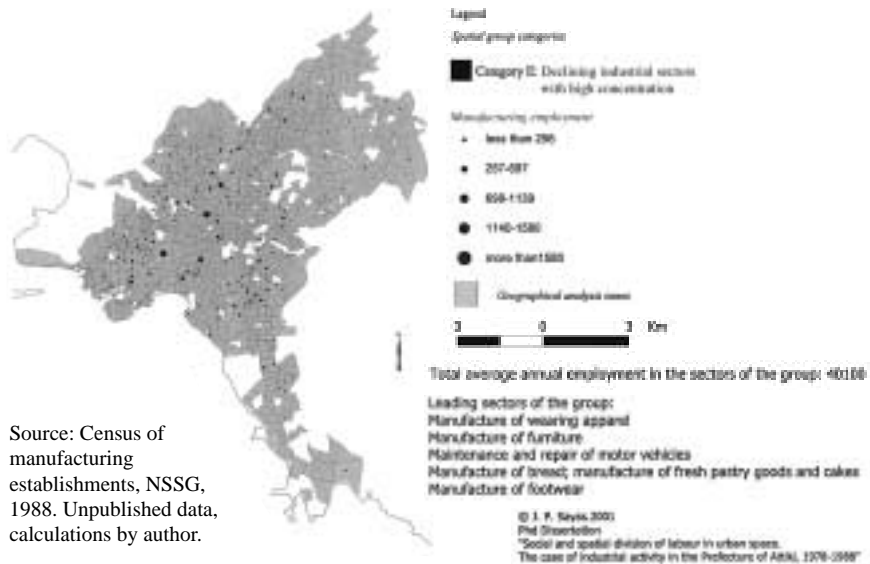 Legend
Spatial group categories
Category II: Declining industrial sectors
with high concentration
Manufacturing employment
less than 256
257-697
698-1139
1140-1580
more than 1580
Geographical analysis zones
3 0 3 Km
Total average annual employment in the sectors of the group: 40100
Leading sectors of the group:
Manufacture of wearing apparel
Manufacture of furniture
Maintenance and repair of motor vehicles
Manufacture of bread; manufacture of fresh pastry goods and cakes
Manufacture of footwear
Source: Census of
manufacturing
establishments, NSSG,
1988. Unpublished data,
calculations by author.
© J. P. Sayas 2001
Phd Dissertation
"Social and spatial division of labour in urban space.
The case of industrial activity in the Prefecture of Attiki, 1978-1988"